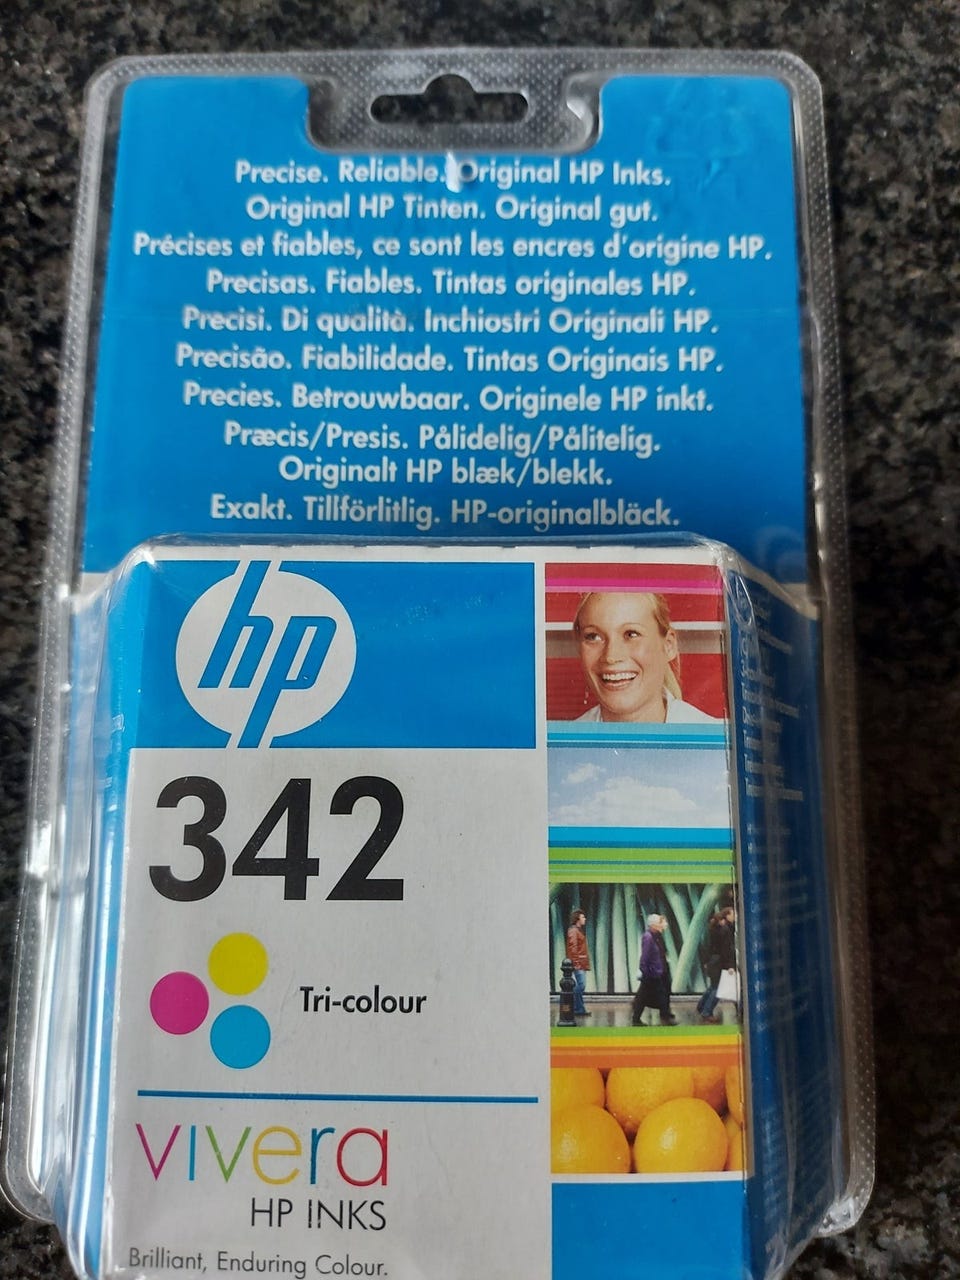 Precise. Reliable. Original HP Inks.
Original HP Tinten. Original gut.
Précises et fiables, ce sont les encres d'origine HP.
Precisas. Fiables. Tintas originales HP.
Precisi. Di qualità. Inchiostri Originali HP.
Precisão. Fiabilidade. Tintas Originais HP.
Precies. Betrouwbaar. Originele HP inkt.
Præcis/Presis. Pålidelig/Pålitelig.
Originalt HP blæk/blekk.
Exakt. Tillförlitlig. HP-originalbläck.
hp
342
Tri-colour
vivera
HP INKS
Brilliant, Enduring Colour.